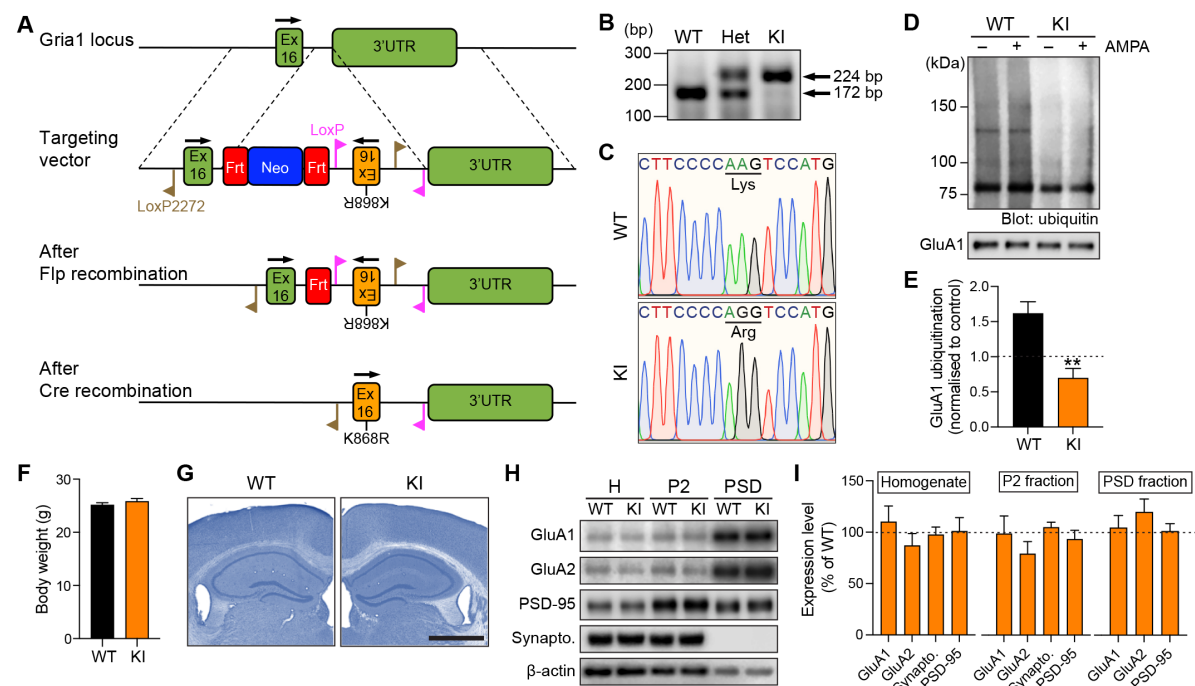 A
Gria1 locus
Ex
16
3'UTR
Targeting
vector
Ex
16
Frt
Neo
Frt
LoxP
Ex
16
K868R
3'UTR
LoxP2272
After
Flp recombination
Ex
16
Frt
Ex
16
K868R
3'UTR
After
Cre recombination
Ex
16
K868R
3'UTR
B
(bp)
WT Het KI
300
200
100
224 bp
172 bp
C
WT
CTTCCCCAAGTCCATG
Lys
KI
CTTCCCCAGGTCCATG
Arg
D
WT KI
– + – + AMPA
(kDa)
150
100
75
Blot: ubiquitin
GluA1
E
GluA1 ubiquitination
(normalised to control)
2.0
1.5
1.0
0.5
0.0
**
WT KI
F
Body weight (g)
30
20
10
0
WT KI
G
WT KI
H
H P2 PSD
WT KI WT KI WT KI
GluA1
GluA2
PSD-95
Synapto.
β-actin
I
Expression level
(% of WT)
150
100
50
0
Homogenate
P2 fraction
PSD fraction
GluA1 GluA2 Synapto. PSD-95
GluA1 GluA2 Synapto. PSD-95
GluA1 GluA2 PSD-95